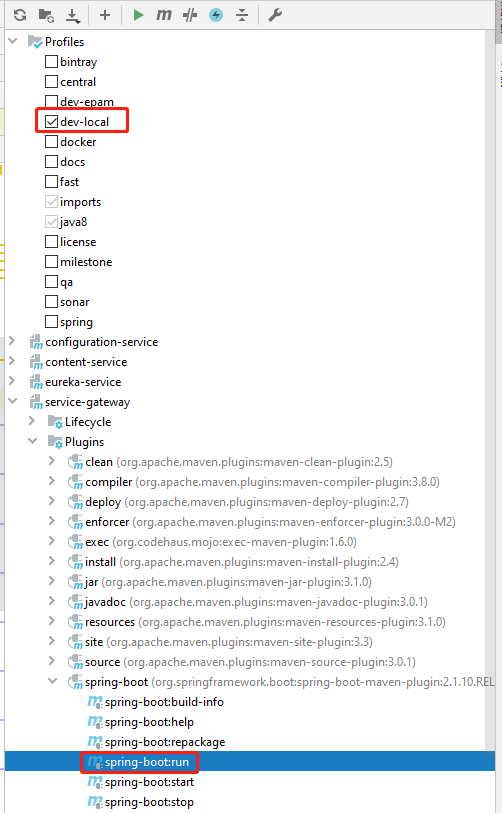 Profiles
bintray
central
dev-epam
dev-local
docker
docs
fast
imports
java8
license
milestone
qa
sonar
spring
configuration-service
content-service
eureka-service
service-gateway
Lifecycle
Plugins
clean (org.apache.maven.plugins:maven-clean-plugin:2.5)
compiler (org.apache.maven.plugins:maven-compiler-plugin:3.8.0)
deploy (org.apache.maven.plugins:maven-deploy-plugin:2.7)
enforcer (org.apache.maven.plugins:maven-enforcer-plugin:3.0.0-M2)
exec (org.codehaus.mojo:exec-maven-plugin:1.6.0)
install (org.apache.maven.plugins:maven-install-plugin:2.4)
jar (org.apache.maven.plugins:maven-jar-plugin:3.1.0)
javadoc (org.apache.maven.plugins:maven-javadoc-plugin:3.0.1)
resources (org.apache.maven.plugins:maven-resources-plugin:3.1.0)
site (org.apache.maven.plugins:maven-site-plugin:3.3)
source (org.apache.maven.plugins:maven-source-plugin:3.0.1)
spring-boot (org.springframework.boot:spring-boot-maven-plugin:2.1.10.REL
spring-boot:build-info
spring-boot:help
spring-boot:repackage
spring-boot:run
spring-boot:start
spring-boot:stop